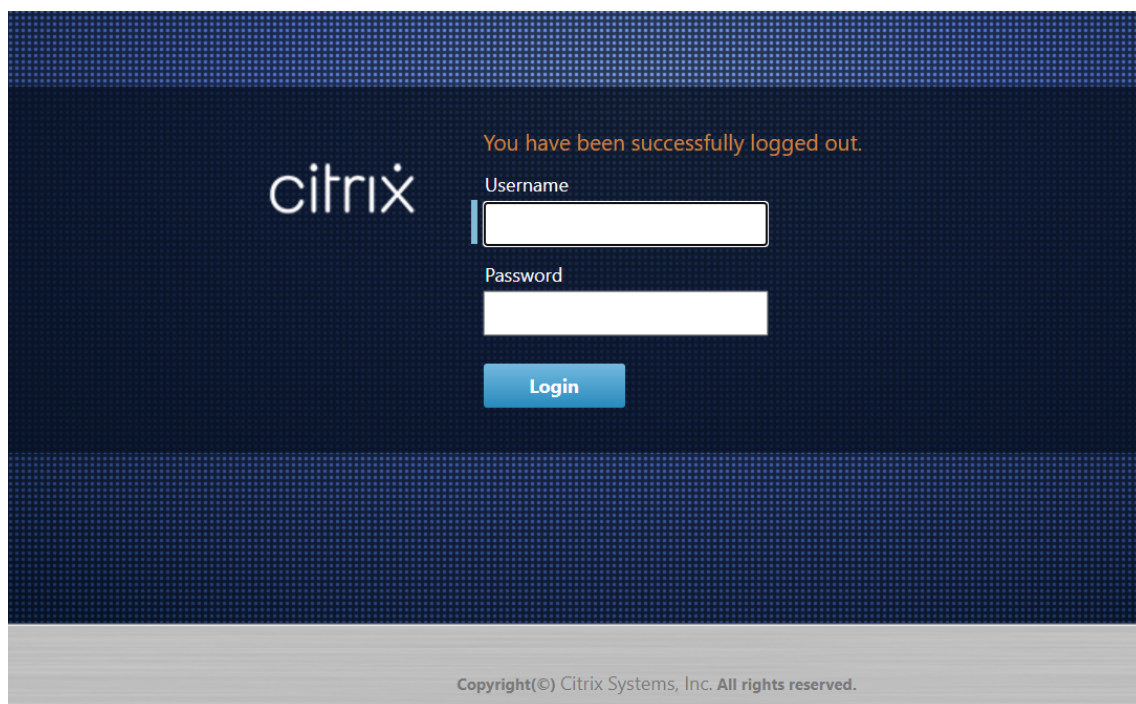 You have been successfully logged out.
citrix
Username
Password
Login
Copyright(©) Citrix Systems, Inc. All rights reserved.